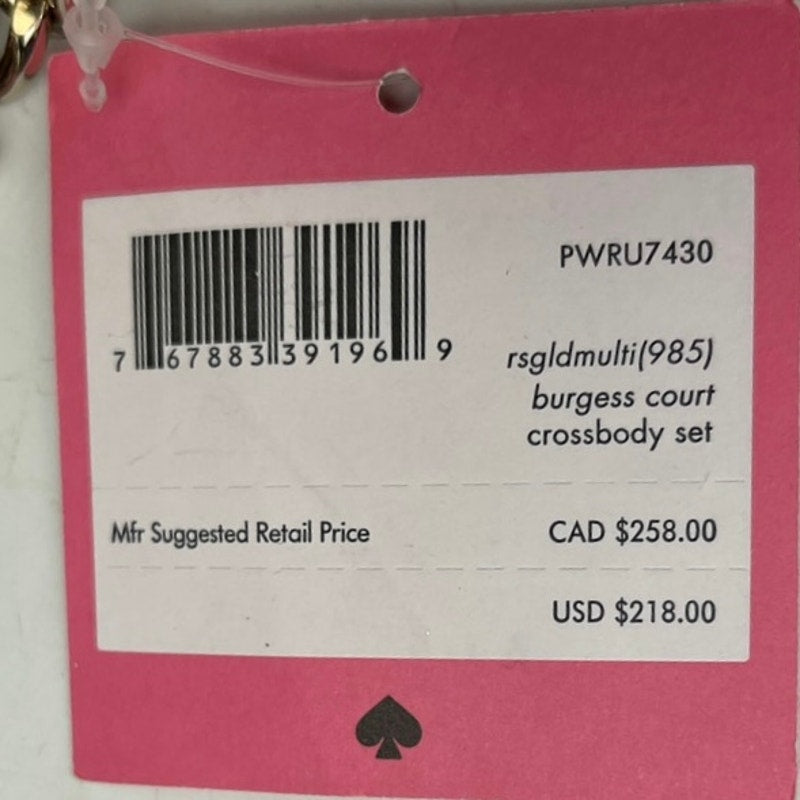 PWRU7430
7 67883 39196 9
rsgldmulti(985)
burgess court
crossbody set
Mfr Suggested Retail Price CAD $258.00
USD $218.00